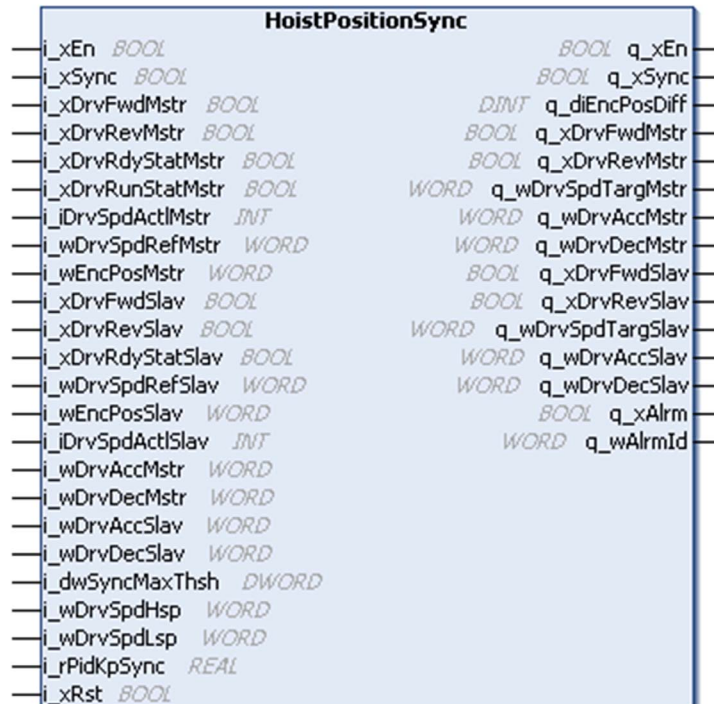 HoistPositionSync
i_xEn BOOL BOOL q_xEn
i_xSync BOOL BOOL q_xSync
i_xDrvFwdMstr BOOL DINT q_diEncPosDiff
i_xDrvRevMstr BOOL BOOL q_xDrvFwdMstr
i_xDrvRdyStatMstr BOOL BOOL q_xDrvRevMstr
i_xDrvRunStatMstr BOOL WORD q_wDrvSpdTargMstr
i_iDrvSpdActlMstr INT WORD q_wDrvAccMstr
i_wDrvSpdRefMstr WORD WORD q_wDrvDecMstr
i_wEncPosMstr WORD BOOL q_xDrvFwdSlav
i_xDrvFwdSlav BOOL BOOL q_xDrvRevSlav
i_xDrvRevSlav BOOL WORD q_wDrvSpdTargSlav
i_xDrvRdyStatSlav BOOL WORD q_wDrvAccSlav
i_wDrvSpdRefSlav WORD WORD q_wDrvDecSlav
i_wEncPosSlav WORD BOOL q_xAlrm
i_iDrvSpdActlSlav INT WORD q_wAlrmId
i_wDrvAccMstr WORD
i_wDrvDecMstr WORD
i_wDrvAccSlav WORD
i_wDrvDecSlav WORD
i_dwSyncMaxThsh DWORD
i_wDrvSpdHsp WORD
i_wDrvSpdLsp WORD
i_rPidKpSync REAL
i_xRst BOOL